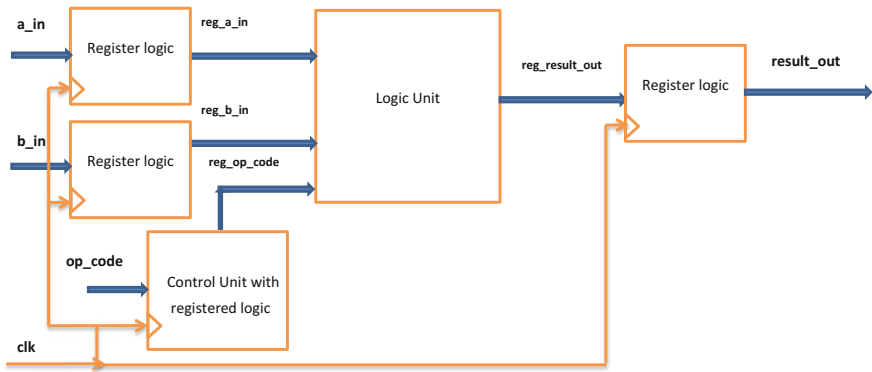 a_in
Register logic
reg_a_in
Logic Unit
reg_result_out
Register logic
result_out
b_in
Register logic
reg_b_in
reg_op_code
op_code
Control Unit with
registered logic
clk